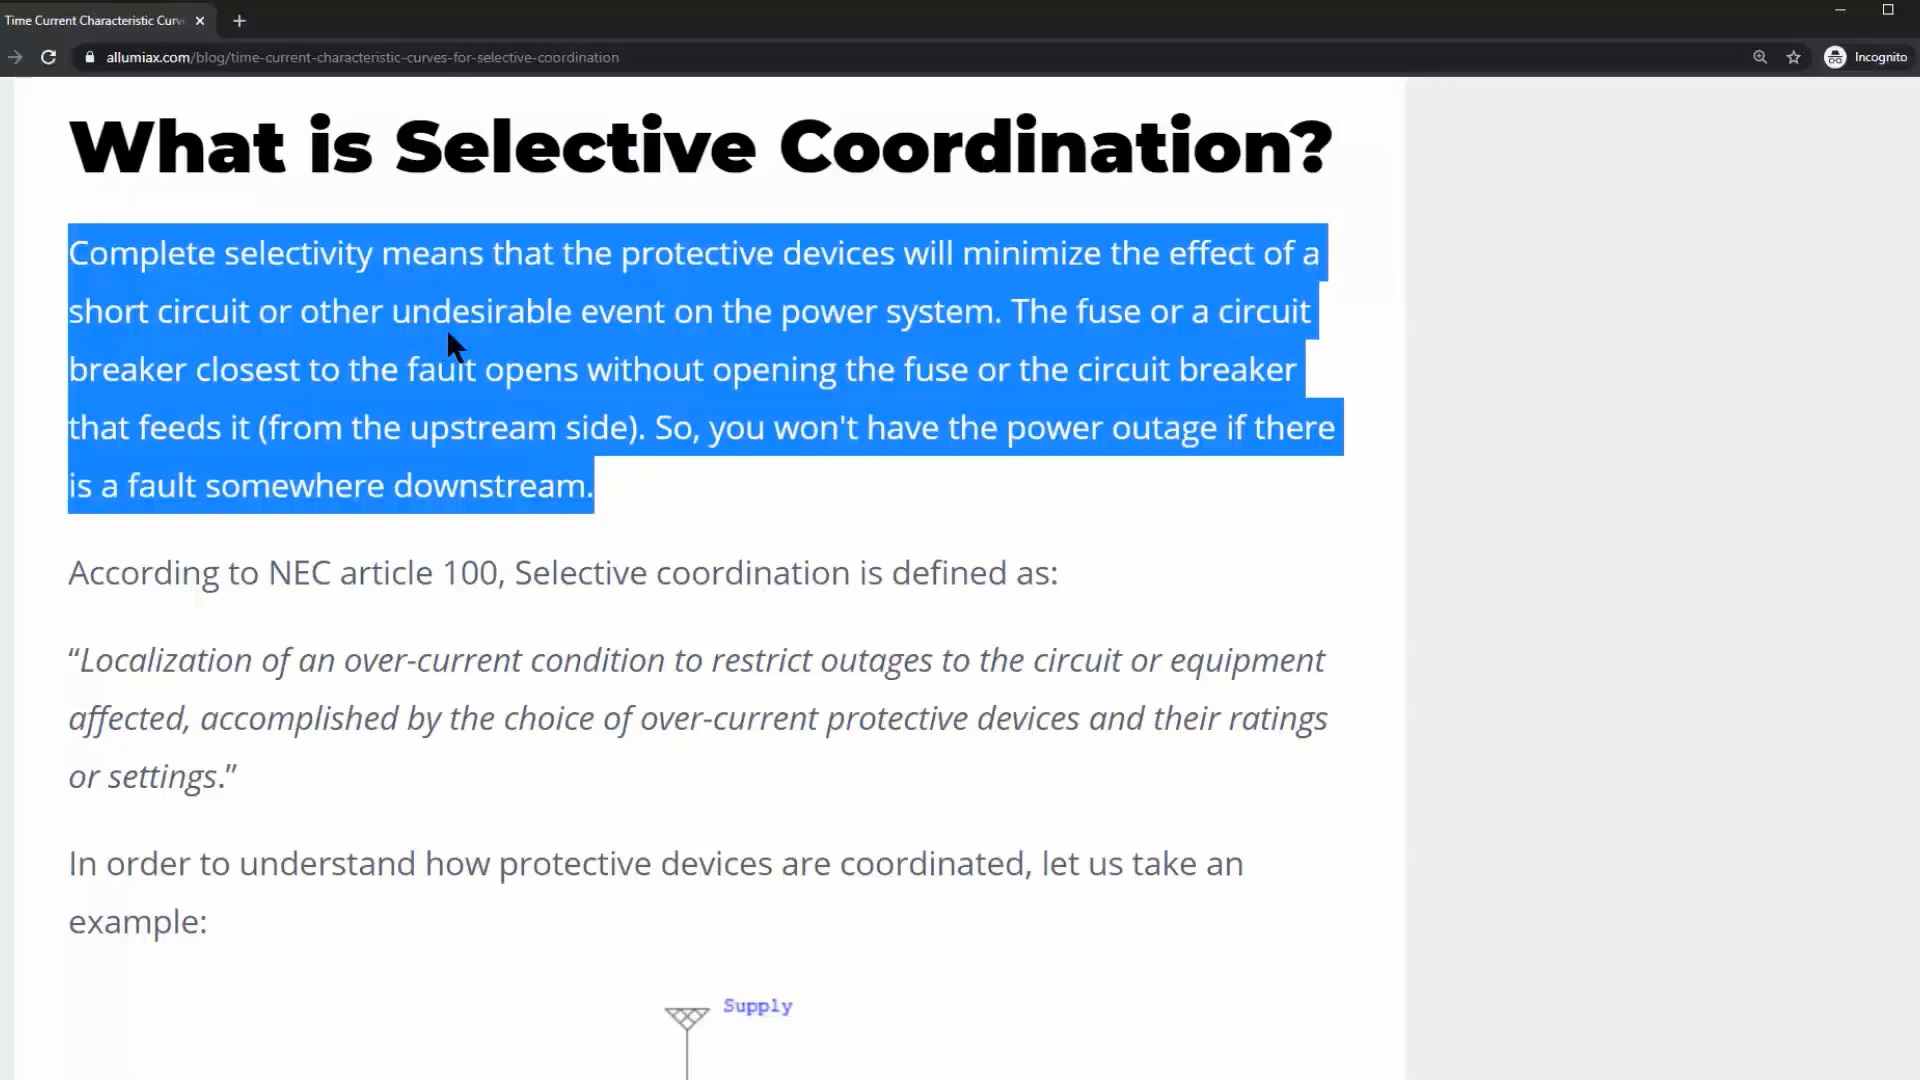 Time Current Characteristic Curv
allumiax.com/blog/time-current-characteristic-curves-for-selective-coordination
Incognito
What is Selective Coordination?
Complete selectivity means that the protective devices will minimize the effect of a
short circuit or other undesirable event on the power system. The fuse or a circuit
breaker closest to the fault opens without opening the fuse or the circuit breaker
that feeds it (from the upstream side). So, you won't have the power outage if there
is a fault somewhere downstream.
According to NEC article 100, Selective coordination is defined as:
“Localization of an over-current condition to restrict outages to the circuit or equipment
affected, accomplished by the choice of over-current protective devices and their ratings
or settings.”
In order to understand how protective devices are coordinated, let us take an
example:
Supply